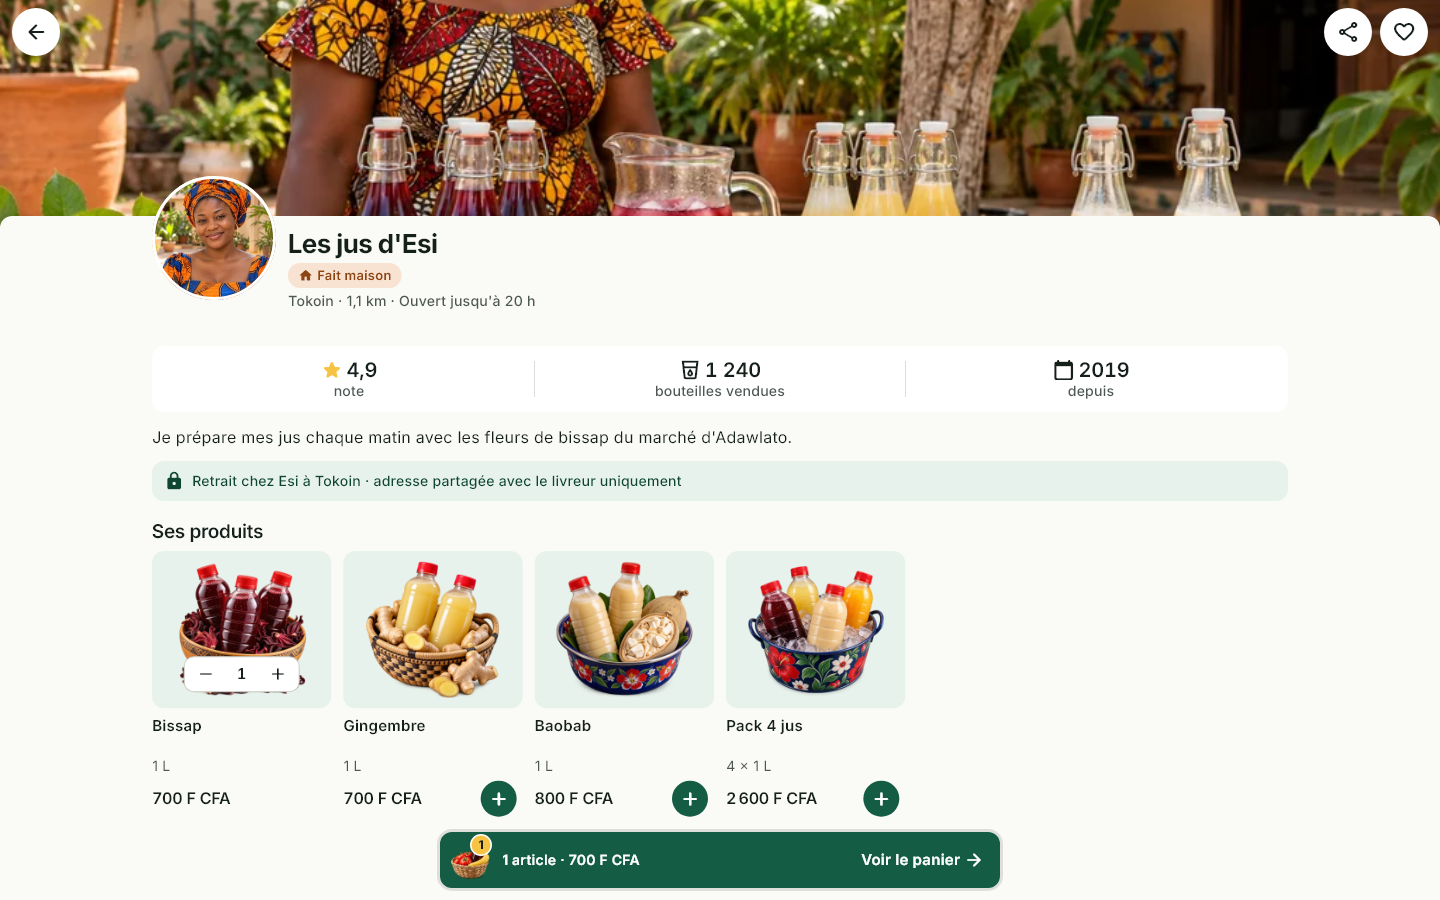 Les jus d'Esi
Fait maison
Tokoin · 1,1 km · Ouvert jusqu'à 20 h
4,9
note
1 240
bouteilles vendues
2019
depuis
Je prépare mes jus chaque matin avec les fleurs de bissap du marché d'Adawlato.
Retrait chez Esi à Tokoin · adresse partagée avec le livreur uniquement
Ses produits
1
Bissap
1 L
700 F CFA
Gingembre
1 L
700 F CFA
Baobab
1 L
800 F CFA
Pack 4 jus
4 × 1 L
2 600 F CFA
1
1 article · 700 F CFA
Voir le panier